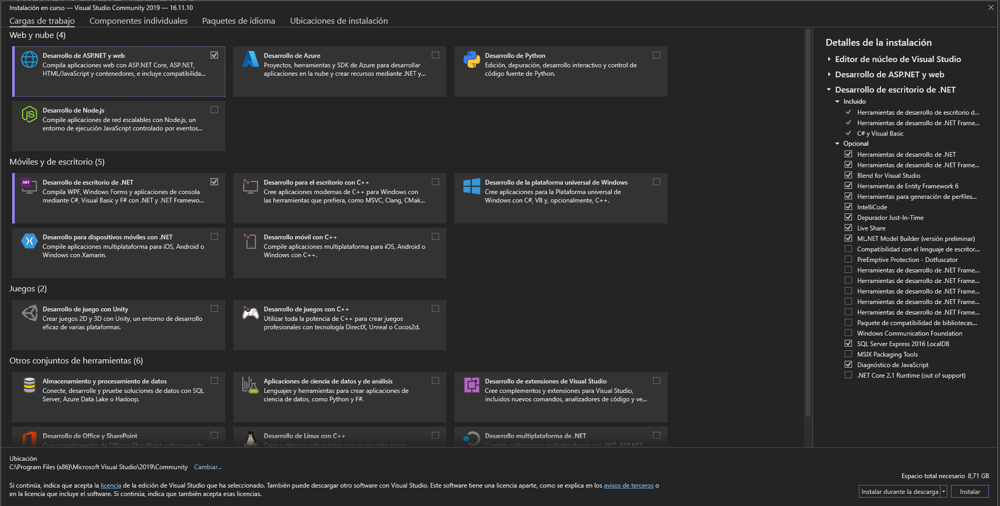 Instalación en curso — Visual Studio Community 2019 — 16.11.10
Cargas de trabajo
Componentes individuales
Paquetes de idioma
Ubicaciones de instalación
Web y nube (4)
Desarrollo de ASP.NET y web
Compila aplicaciones web con ASP.NET Core, ASP.NET,
HTML/JavaScript y contenedores, e incluye compatibilida...
Desarrollo de Azure
Proyectos, herramientas y SDK de Azure para desarrollar
aplicaciones en la nube y crear recursos mediante .NET y...
Desarrollo de Python
Edición, depuración, desarrollo interactivo y control de
código fuente de Python.
Desarrollo de Node.js
Compile aplicaciones de red escalables con Node.js, un
entorno de ejecución JavaScript controlado por eventos...
Móviles y de escritorio (5)
Desarrollo de escritorio de .NET
Compila WPF, Windows Forms y aplicaciones de consola
mediante C#, Visual Basic y F# con .NET y .NET Framewo...
Desarrollo para el escritorio con C++
Cree aplicaciones modernas de C++ para Windows con
las herramientas que prefiera, como MSVC, Clang, CMak...
Desarrollo de la plataforma universal de Windows
Cree aplicaciones para la Plataforma universal de
Windows con C#, VB y, opcionalmente, C++.
Desarrollo para dispositivos móviles con .NET
Compile aplicaciones multiplataforma para iOS, Android o
Windows con Xamarin.
Desarrollo móvil con C++
Compile aplicaciones multiplataforma para iOS, Android o
Windows con C++.
Juegos (2)
Desarrollo de juego con Unity
Crear juegos 2D y 3D con Unity, un entorno de desarrollo
eficaz de varias plataformas.
Desarrollo de juegos con C++
Utilizar toda la potencia de C++ para crear juegos
profesionales con tecnología DirectX, Unreal o Cocos2d.
Otros conjuntos de herramientas (6)
Almacenamiento y procesamiento de datos
Conecte, desarrolle y pruebe soluciones de datos con SQL
Server, Azure Data Lake o Hadoop.
Aplicaciones de ciencia de datos y de análisis
Lenguajes y herramientas para crear aplicaciones de
ciencia de datos, como Python y F#.
Desarrollo de extensiones de Visual Studio
Cree complementos y extensiones para Visual Studio,
incluidos nuevos comandos, analizadores de código y ve...
Desarrollo de Office y SharePoint
Cree complementos de Office y SharePoint, soluciones de
Desarrollo de Linux con C++
Crear y depurar aplicaciones que se ejecutan en un
Desarrollo multiplataforma de .NET
Compila aplicaciones multiplataforma con .NET, ASP.NET
Detalles de la instalación
Editor de núcleo de Visual Studio
Desarrollo de ASP.NET y web
Desarrollo de escritorio de .NET
Incluido
Herramientas de desarrollo de escritorio d...
Herramientas de desarrollo de .NET Frame...
C# y Visual Basic
Opcional
Herramientas de desarrollo de .NET
Herramientas de desarrollo de .NET Frame...
Blend for Visual Studio
Herramientas de Entity Framework 6
Herramientas para generación de perfiles...
IntelliCode
Depurador Just-In-Time
Live Share
ML.NET Model Builder (versión preliminar)
Compatibilidad con el lenguaje de escritor...
PreEmptive Protection - Dotfuscator
Herramientas de desarrollo de .NET Frame...
Herramientas de desarrollo de .NET Frame...
Herramientas de desarrollo de .NET Frame...
Herramientas de desarrollo de .NET Frame...
Herramientas de desarrollo de .NET Frame...
Paquete de compatibilidad de bibliotecas...
Windows Communication Foundation
SQL Server Express 2016 LocalDB
MSIX Packaging Tools
Diagnóstico de JavaScript
.NET Core 2.1 Runtime (out of support)
Ubicación
C:\Program Files (x86)\Microsoft Visual Studio\2019\Community Cambiar...
Si continúa, indica que acepta la licencia de la edición de Visual Studio que ha seleccionado. También puede descargar otro software con Visual Studio. Este software tiene una licencia aparte, como se explica en los avisos de terceros o
en la licencia que incluye el software. Si continúa, indica que también acepta esas licencias.
Espacio total necesario 8,71 GB
Instalar durante la descarga
Instalar